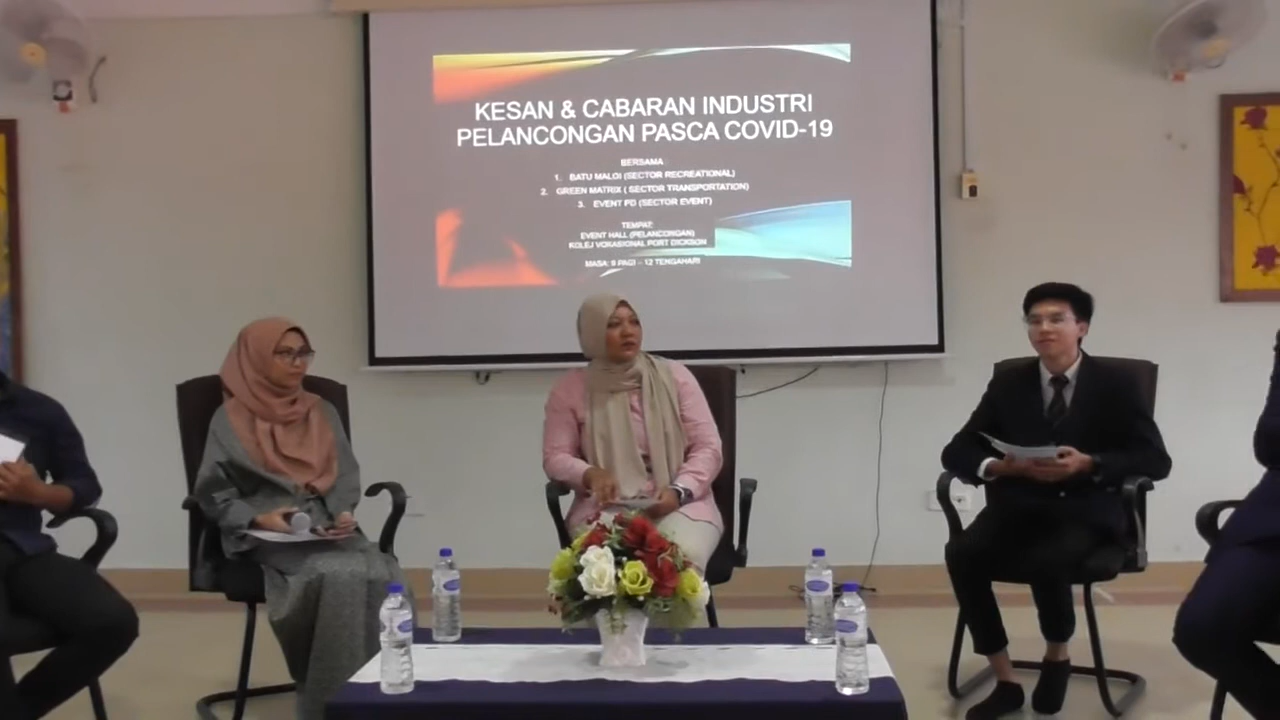 KESAN & CABARAN INDUSTRI
PELANCONGAN PASCA COVID-19
BERSAMA :
1. BATU MALOI (SECTOR RECREATIONAL)
2. GREEN MATRIX ( SECTOR TRANSPORTATION)
3. EVENT PD (SECTOR EVENT)
TEMPAT:
EVENT HALL (PELANCONGAN)
KOLEJ VOKASIONAL PORT DICKSON
MASA: 9 PAGI – 12 TENGAHARI